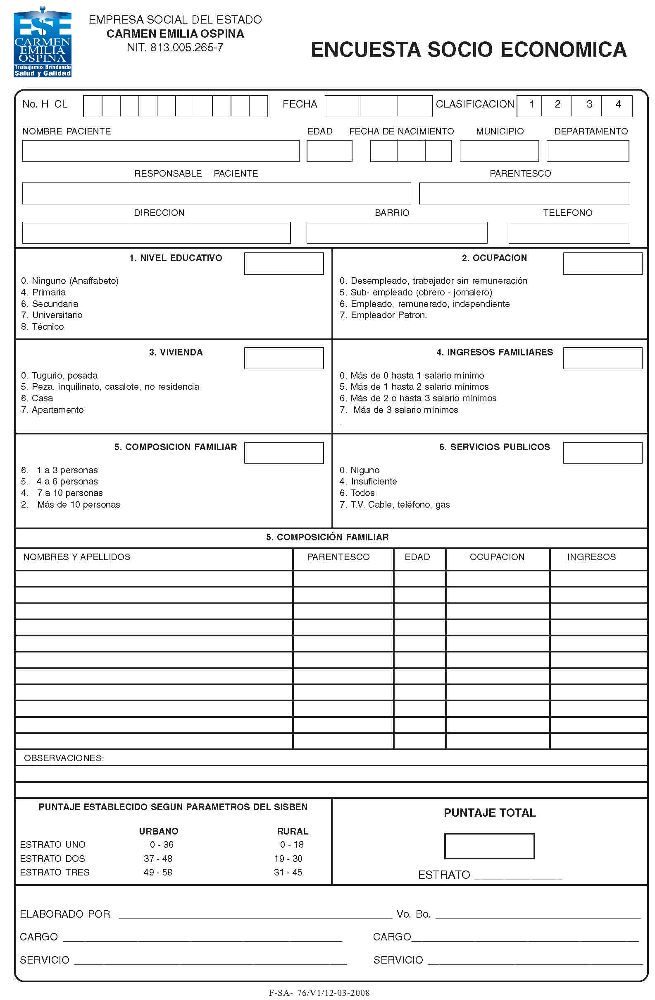 ESE
CARMEN
EMILIA
OSPINA
Trabajamos Brindando
Salud y Calidad
EMPRESA SOCIAL DEL ESTADO
CARMEN EMILIA OSPINA
NIT. 813.005.265-7
ENCUESTA SOCIO ECONOMICA
No. H CL FECHA CLASIFICACION 1 2 3 4
NOMBRE PACIENTE EDAD FECHA DE NACIMIENTO MUNICIPIO DEPARTAMENTO
RESPONSABLE PACIENTE PARENTESCO
DIRECCION BARRIO TELEFONO
1. NIVEL EDUCATIVO
0. Ninguno (Anaffabeto)
4. Primaria
6. Secundaria
7. Universitario
8. Técnico
2. OCUPACION
0. Desempleado, trabajador sin remuneración
5. Sub- empleado (obrero - jornalero)
6. Empleado, remunerado, independiente
7. Empleador Patron.
3. VIVIENDA
0. Tugurio, posada
5. Peza, inquilinato, casalote, no residencia
6. Casa
7. Apartamento
4. INGRESOS FAMILIARES
0. Más de 0 hasta 1 salario mínimo
5. Más de 1 hasta 2 salario mínimos
6. Más de 2 o hasta 3 salario mínimos
7. Más de 3 salario mínimos
.
5. COMPOSICION FAMILIAR
6. 1 a 3 personas
5. 4 a 6 personas
4. 7 a 10 personas
2. Más de 10 personas
6. SERVICIOS PUBLICOS
0. Niguno
4. Insuficiente
6. Todos
7. T.V. Cable, teléfono, gas
5. COMPOSICIÓN FAMILIAR
NOMBRES Y APELLIDOS PARENTESCO EDAD OCUPACION INGRESOS
OBSERVACIONES:
PUNTAJE ESTABLECIDO SEGUN PARAMETROS DEL SISBEN
URBANO RURAL
ESTRATO UNO 0 - 36 0 - 18
ESTRATO DOS 37 - 48 19 - 30
ESTRATO TRES 49 - 58 31 - 45
PUNTAJE TOTAL
ESTRATO
ELABORADO POR Vo. Bo.
CARGO CARGO
SERVICIO SERVICIO
F-SA- 76/V1/12-03-2008